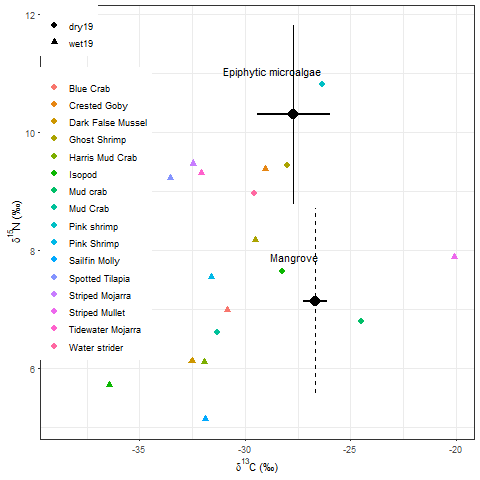 12
10
8
6
δ15N (‰)
dry19
wet19
Blue Crab
Crested Goby
Dark False Mussel
Ghost Shrimp
Harris Mud Crab
Isopod
Mud crab
Mud Crab
Pink shrimp
Pink Shrimp
Sailfin Molly
Spotted Tilapia
Striped Mojarra
Striped Mullet
Tidewater Mojarra
Water strider
Epiphytic microalgae
Mangrove
-35 -30 -25 -20
δ13C (‰)